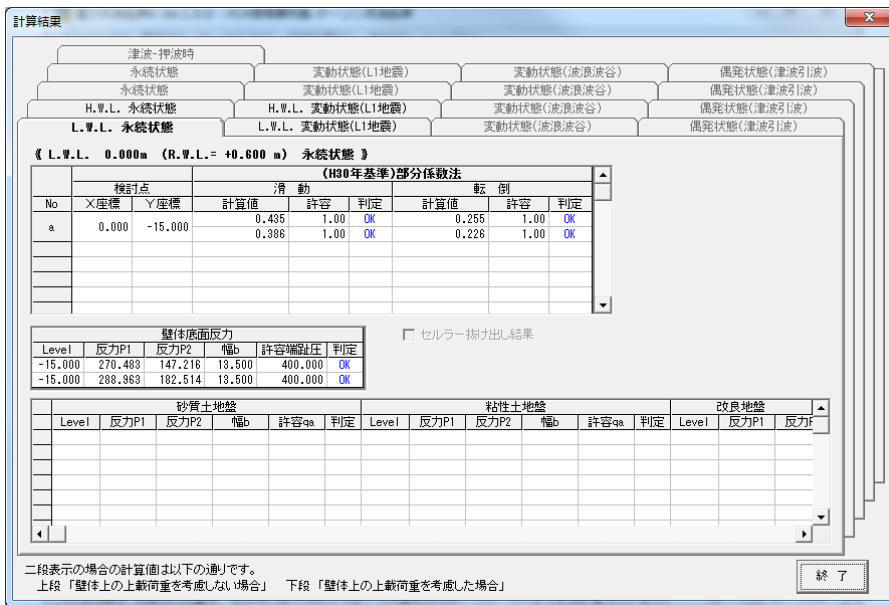 計算結果
津波-押波時
永続状態 変動状態(L1地震) 変動状態(波浪波谷) 偶発状態(津波引波)
永続状態 変動状態(L1地震) 変動状態(波浪波谷) 偶発状態(津波引波)
H.W.L. 永続状態 H.W.L. 変動状態(L1地震) 変動状態(波浪波谷) 偶発状態(津波引波)
L.W.L. 永続状態 L.W.L. 変動状態(L1地震) 変動状態(波浪波谷) 偶発状態(津波引波)
《 L.W.L. 0.000m (R.W.L.= +0.600 m) 永続状態 》
(H30年基準)部分係数法
検討点 滑 動 転 倒
No X座標 Y座標 計算値 許容 判定 計算値 許容 判定
a 0.000 -15.000 0.435 1.00 OK 0.255 1.00 OK
0.386 1.00 OK 0.226 1.00 OK
壁体底面反力
Level 反力P1 反力P2 幅b 許容端趾圧 判定
-15.000 270.483 147.216 13.500 400.000 OK
-15.000 288.963 182.514 13.500 400.000 OK
セルラー抜け出し結果
砂質土地盤 粘性土地盤 改良地盤
Level 反力P1 反力P2 幅b 許容qa 判定 Level 反力P1 反力P2 幅b 許容qa 判定 Level 反力P1
二段表示の場合の計算値は以下の通りです。
上段「壁体上の上載荷重を考慮しない場合」 下段「壁体上の上載荷重を考慮した場合」
終 了